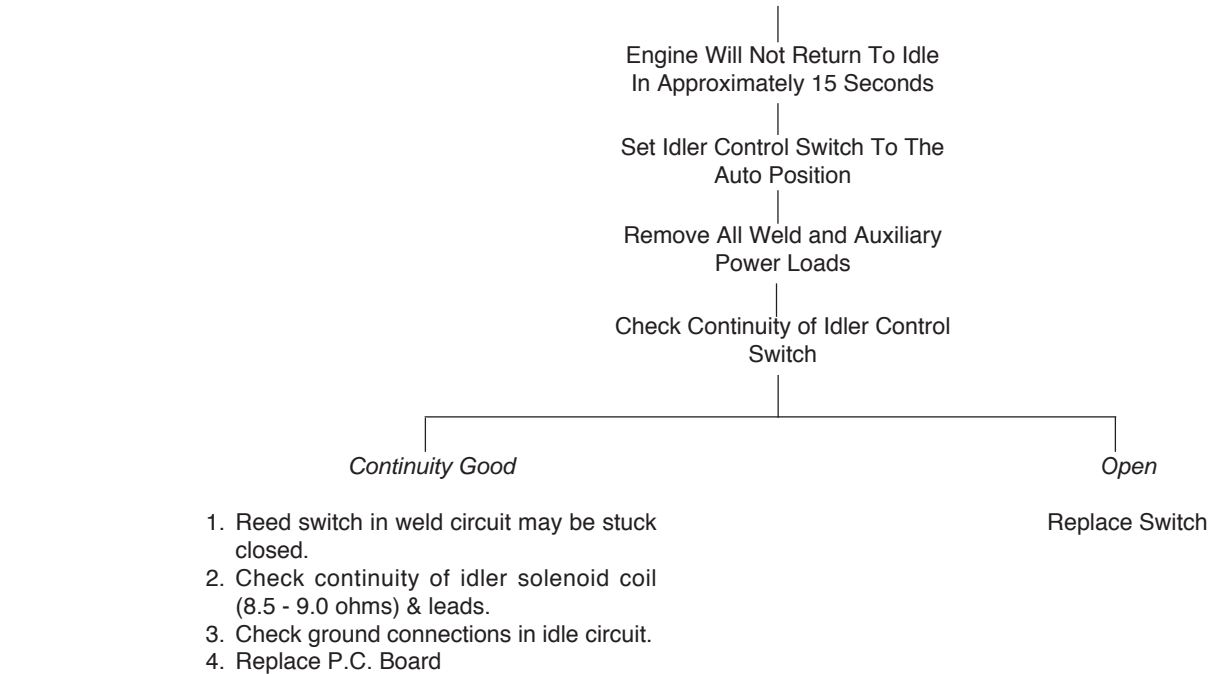 Engine Will Not Return To Idle
In Approximately 15 Seconds
Set Idler Control Switch To The
Auto Position
Remove All Weld and Auxiliary
Power Loads
Check Continuity of Idler Control
Switch
Continuity Good
Open
1. Reed switch in weld circuit may be stuck
closed.
2. Check continuity of idler solenoid coil
(8.5 - 9.0 ohms) & leads.
3. Check ground connections in idle circuit.
4. Replace P.C. Board
Replace Switch